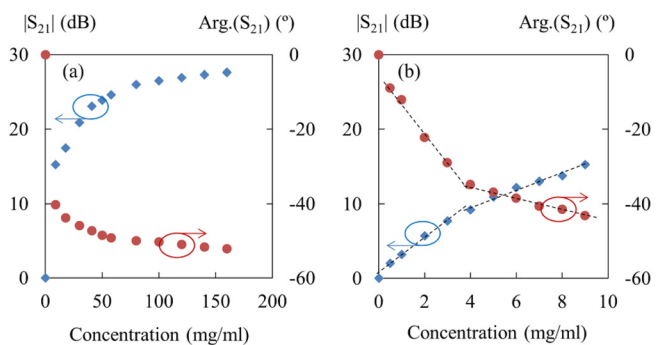 |S21| (dB) Arg.(S21) (º)
30 (a) 0
20 -20
10 -40
0 -60
0 50 100 150 200
Concentration (mg/ml)
|S21| (dB) Arg.(S21) (º)
30 (b) 0
20 -20
10 -40
0 -60
0 2 4 6 8 10
Concentration (mg/ml)